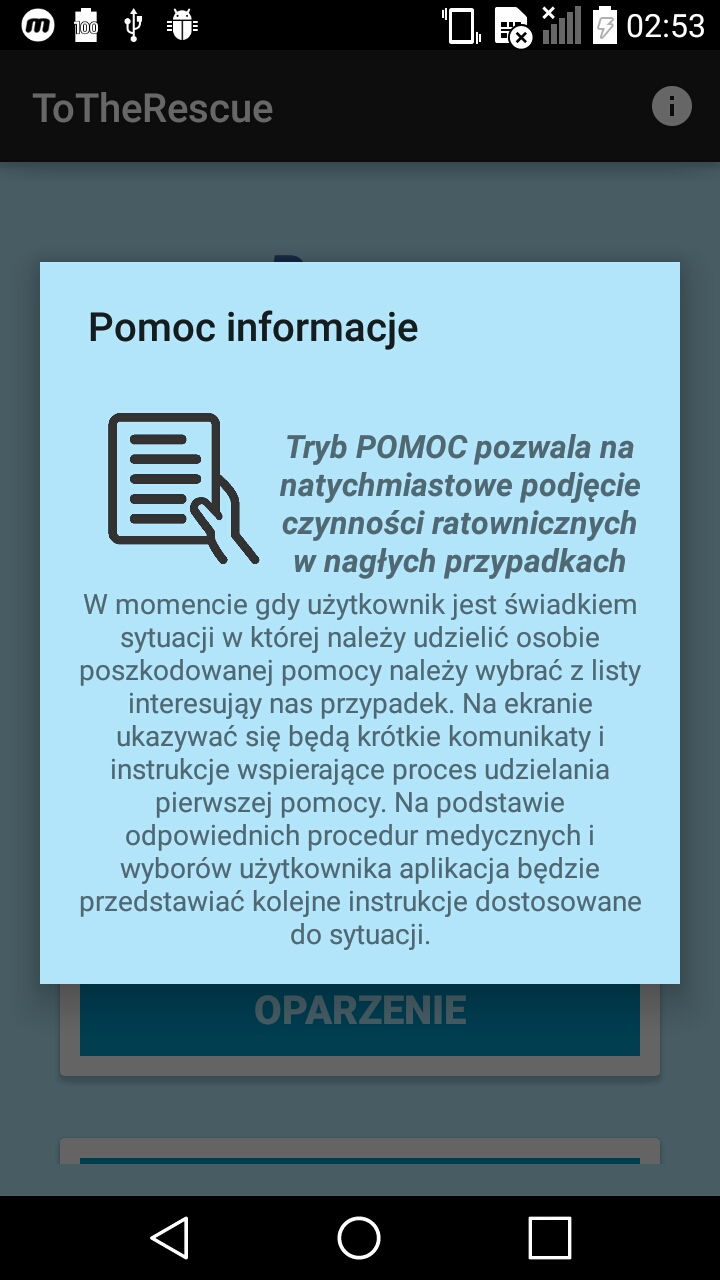 100
02:53
ToTheRescue
Pomoc informacje
Tryb POMOC pozwala na
natychmiastowe podjęcie
czynności ratowniczych
w nagłych przypadkach
W momencie gdy użytkownik jest świadkiem
sytuacji w której należy udzielić osobie
poszkodowanej pomocy należy wybrać z listy
interesująy nas przypadek. Na ekranie
ukazywać się będą krótkie komunikaty i
instrukcje wspierające proces udzielania
pierwszej pomocy. Na podstawie
odpowiednich procedur medycznych i
wyborów użytkownika aplikacja będzie
przedstawiać kolejne instrukcje dostosowane
do sytuacji.
OPARZENIE